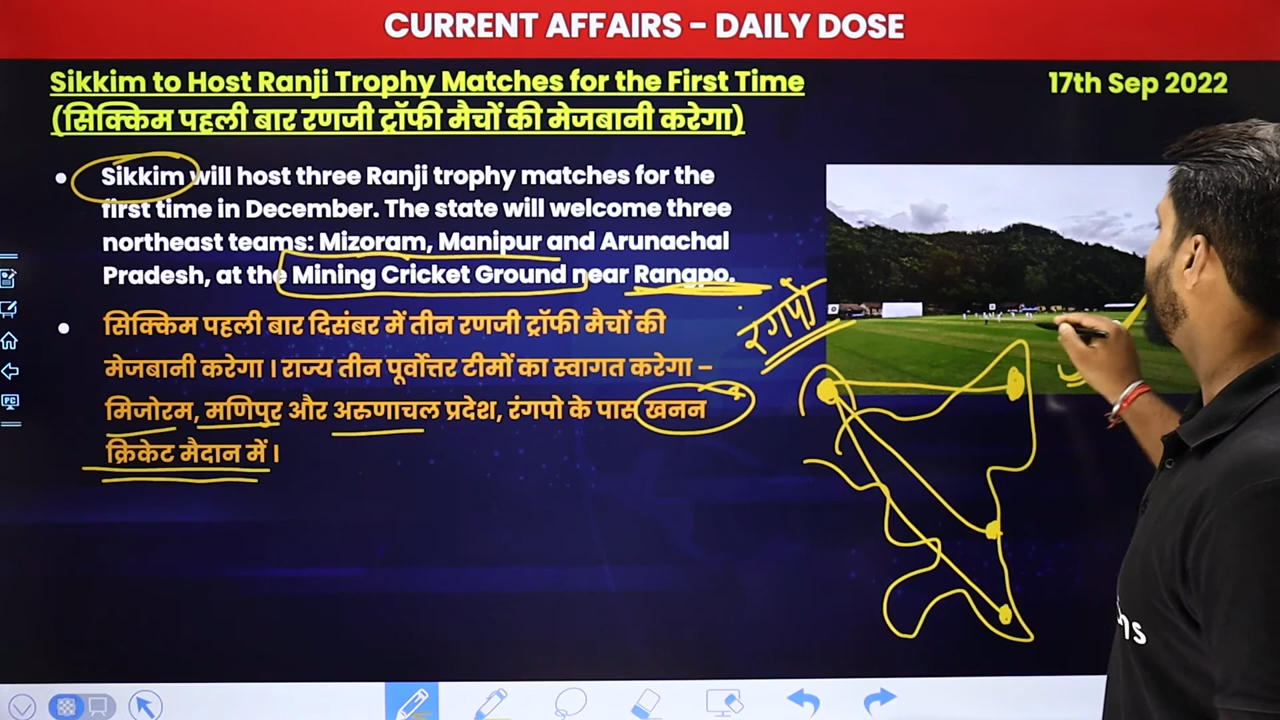 CURRENT AFFAIRS - DAILY DOSE
Sikkim to Host Ranji Trophy Matches for the First Time
17th Sep 2022
(सिक्किम पहली बार रणजी ट्रॉफी मैचों की मेजबानी करेगा)
• Sikkim will host three Ranji trophy matches for the
first time in December. The state will welcome three
northeast teams: Mizoram, Manipur and Arunachal
Pradesh, at the Mining Cricket Ground near Rangpo.
• सिक्किम पहली बार दिसंबर में तीन रणजी ट्रॉफी मैचों की
मेजबानी करेगा । राज्य तीन पूर्वोत्तर टीमों का स्वागत करेगा –
मिजोरम, मणिपुर और अरुणाचल प्रदेश, रंगपो के पास खनन
क्रिकेट मैदान में ।
रंगपो
PC